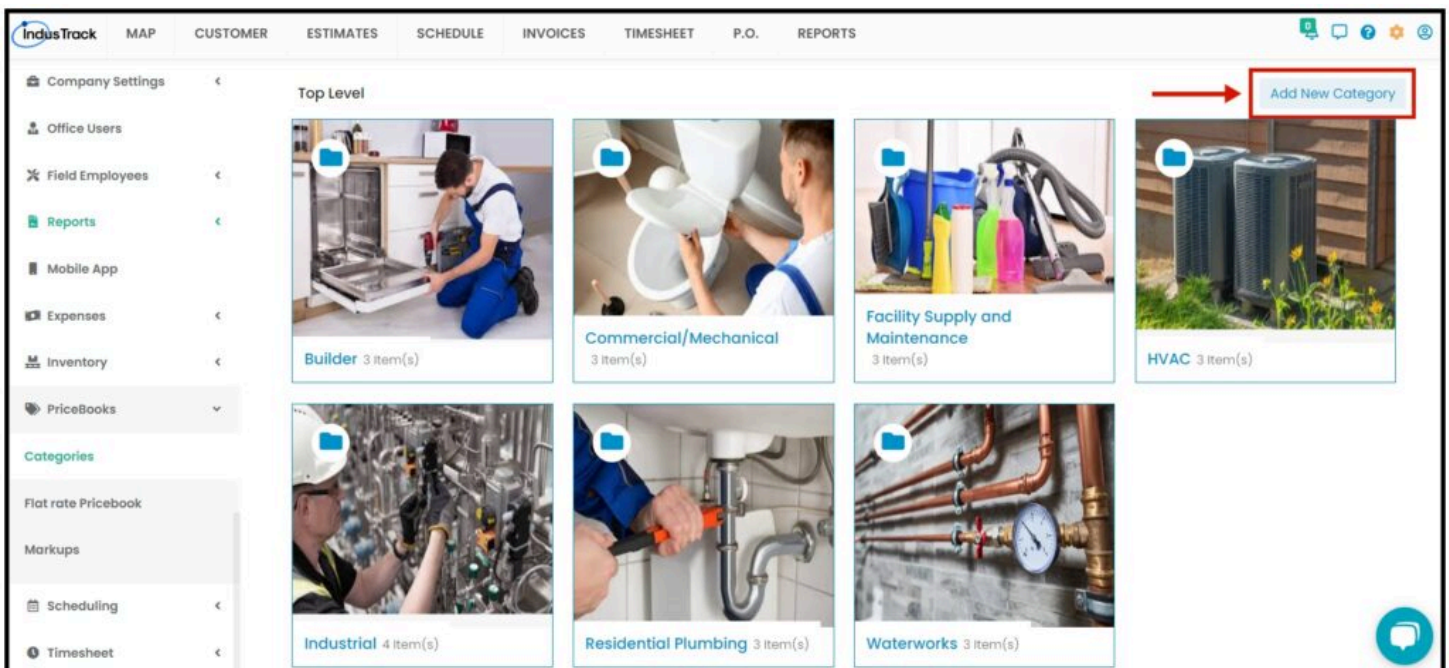 IndusTrack MAP CUSTOMER ESTIMATES SCHEDULE INVOICES TIMESHEET P.O. REPORTS
0
Company Settings
Office Users
Field Employees
Reports
Mobile App
Expenses
Inventory
PriceBooks
Categories
Flat rate Pricebook
Markups
Scheduling
Timesheet
Top Level
Add New Category
Builder 3 Item(s)
Commercial/Mechanical
3 Item(s)
Facility Supply and
Maintenance
3 Item(s)
HVAC 3 Item(s)
Industrial 4 Item(s)
Residential Plumbing 3 Item(s)
Waterworks 3 Item(s)